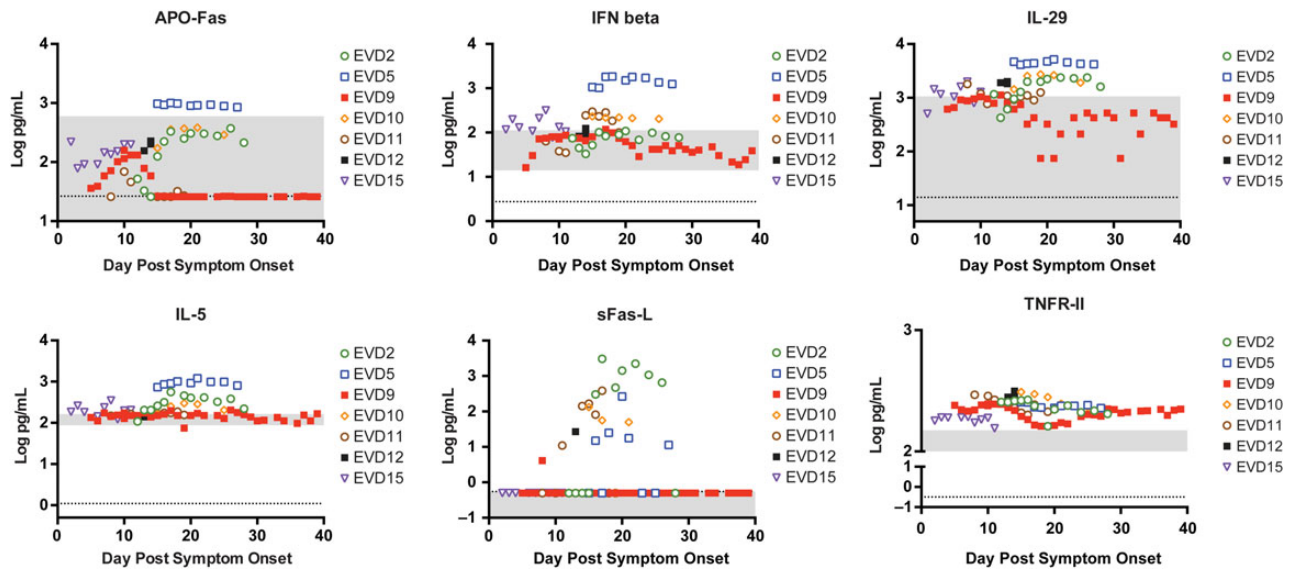 APO-Fas
Log pg/mL
4
3
2
1
0 10 20 30 40
Day Post Symptom Onset
EVD2
EVD5
EVD9
EVD10
EVD11
EVD12
EVD15
IFN beta
Log pg/mL
4
3
2
1
0
0 10 20 30 40
Day Post Symptom Onset
EVD2
EVD5
EVD9
EVD10
EVD11
EVD12
EVD15
IL-29
Log pg/mL
4
3
2
1
0 10 20 30 40
Day Post Symptom Onset
EVD2
EVD5
EVD9
EVD10
EVD11
EVD12
EVD15
IL-5
Log pg/mL
4
3
2
1
0
0 10 20 30 40
Day Post Symptom Onset
EVD2
EVD5
EVD9
EVD10
EVD11
EVD12
EVD15
sFas-L
Log pg/mL
4
3
2
1
0
–1
0 10 20 30 40
Day Post Symptom Onset
EVD2
EVD5
EVD9
EVD10
EVD11
EVD12
EVD15
TNFR-II
Log pg/mL
3
2
1
0
–1
0 10 20 30 40
Day Post Symptom Onset
EVD2
EVD5
EVD9
EVD10
EVD11
EVD12
EVD15